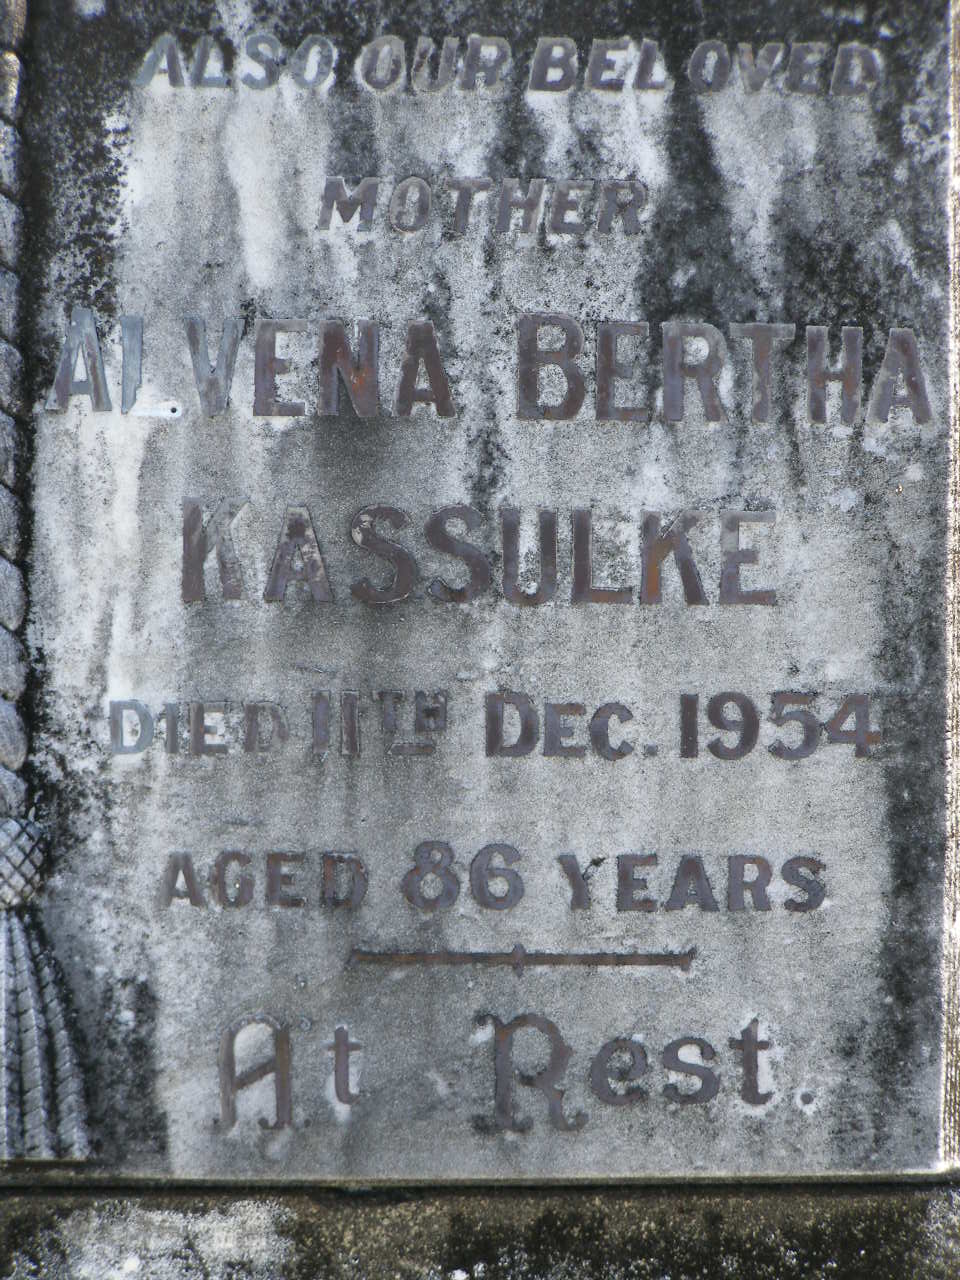 ALSO OUR BELOVED
MOTHER
ALVENA BERTHA
KASSULKE
DIED 11TH DEC. 1954
AGED 86 YEARS
At Rest.